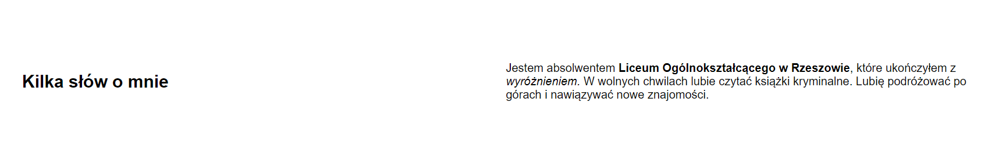 Kilka słów o mnie
Jestem absolwentem Liceum Ogólnokształcącego w Rzeszowie, które ukończyłem z
wyróżnieniem. W wolnych chwilach lubie czytać książki kryminalne. Lubię podróżować po
górach i nawiązywać nowe znajomości.